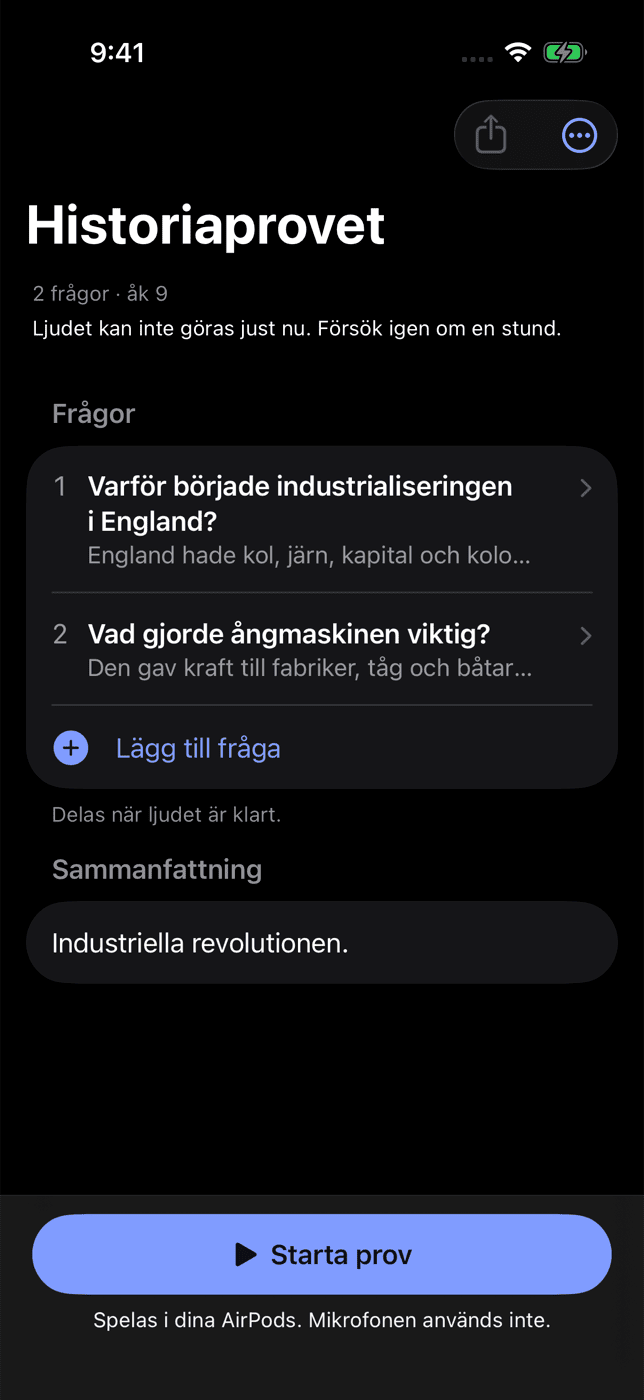 9:41
Historiaprovet
2 frågor · åk 9
Ljudet kan inte göras just nu. Försök igen om en stund.
Frågor
1 Varför började industrialiseringen
i England?
England hade kol, järn, kapital och kolo...
2 Vad gjorde ångmaskinen viktig?
Den gav kraft till fabriker, tåg och båtar...
Lägg till fråga
Delas när ljudet är klart.
Sammanfattning
Industriella revolutionen.
Starta prov
Spelas i dina AirPods. Mikrofonen används inte.